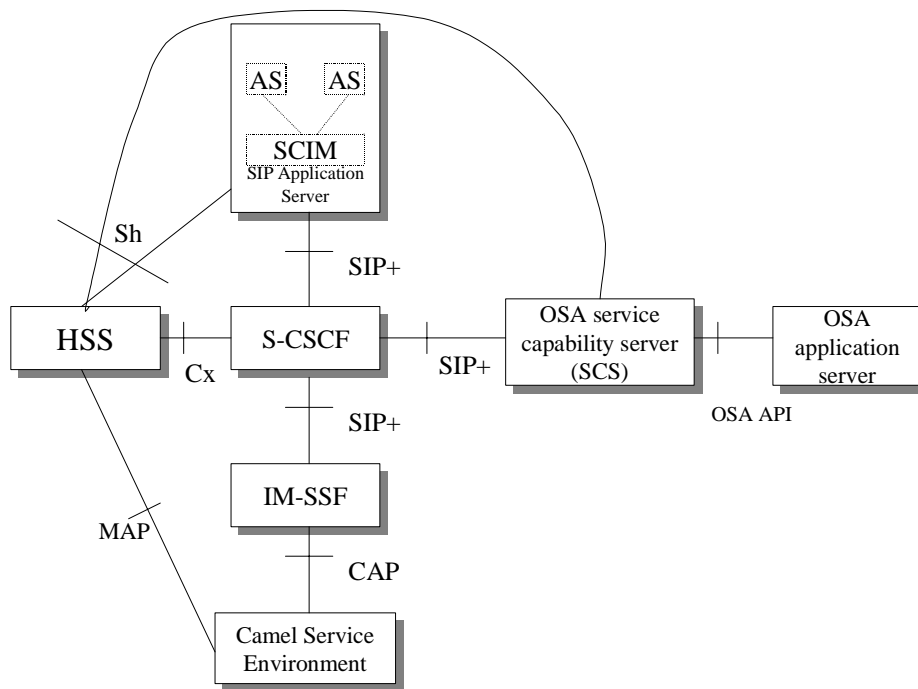 AS AS
SCIM
SIP Application
Server
Sh
SIP+
HSS
Cx
S-CSCF
SIP+
OSA service
capability server
(SCS)
OSA
application
server
OSA API
SIP+
IM-SSF
MAP
CAP
Camel Service
Environment